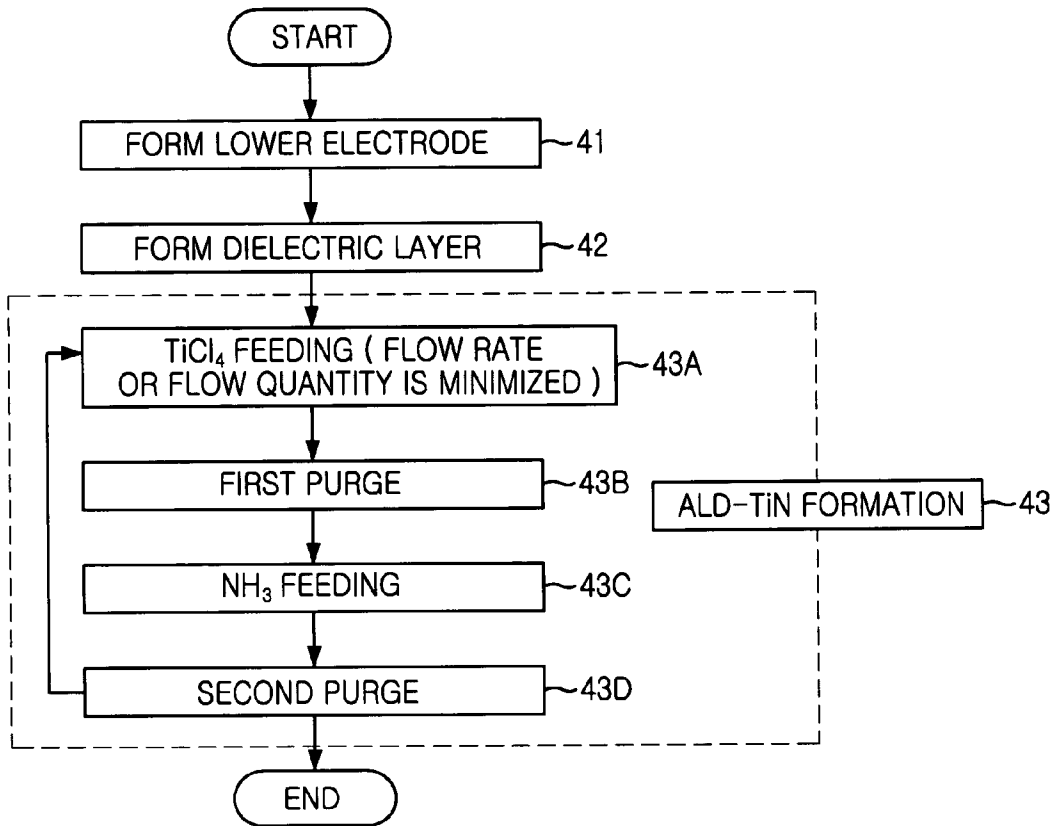 START
FORM LOWER ELECTRODE
41
FORM DIELECTRIC LAYER
42
TiCl₄ FEEDING ( FLOW RATE
OR FLOW QUANTITY IS MINIMIZED )
43A
FIRST PURGE
43B
ALD-TiN FORMATION
43
NH₃ FEEDING
43C
SECOND PURGE
43D
END